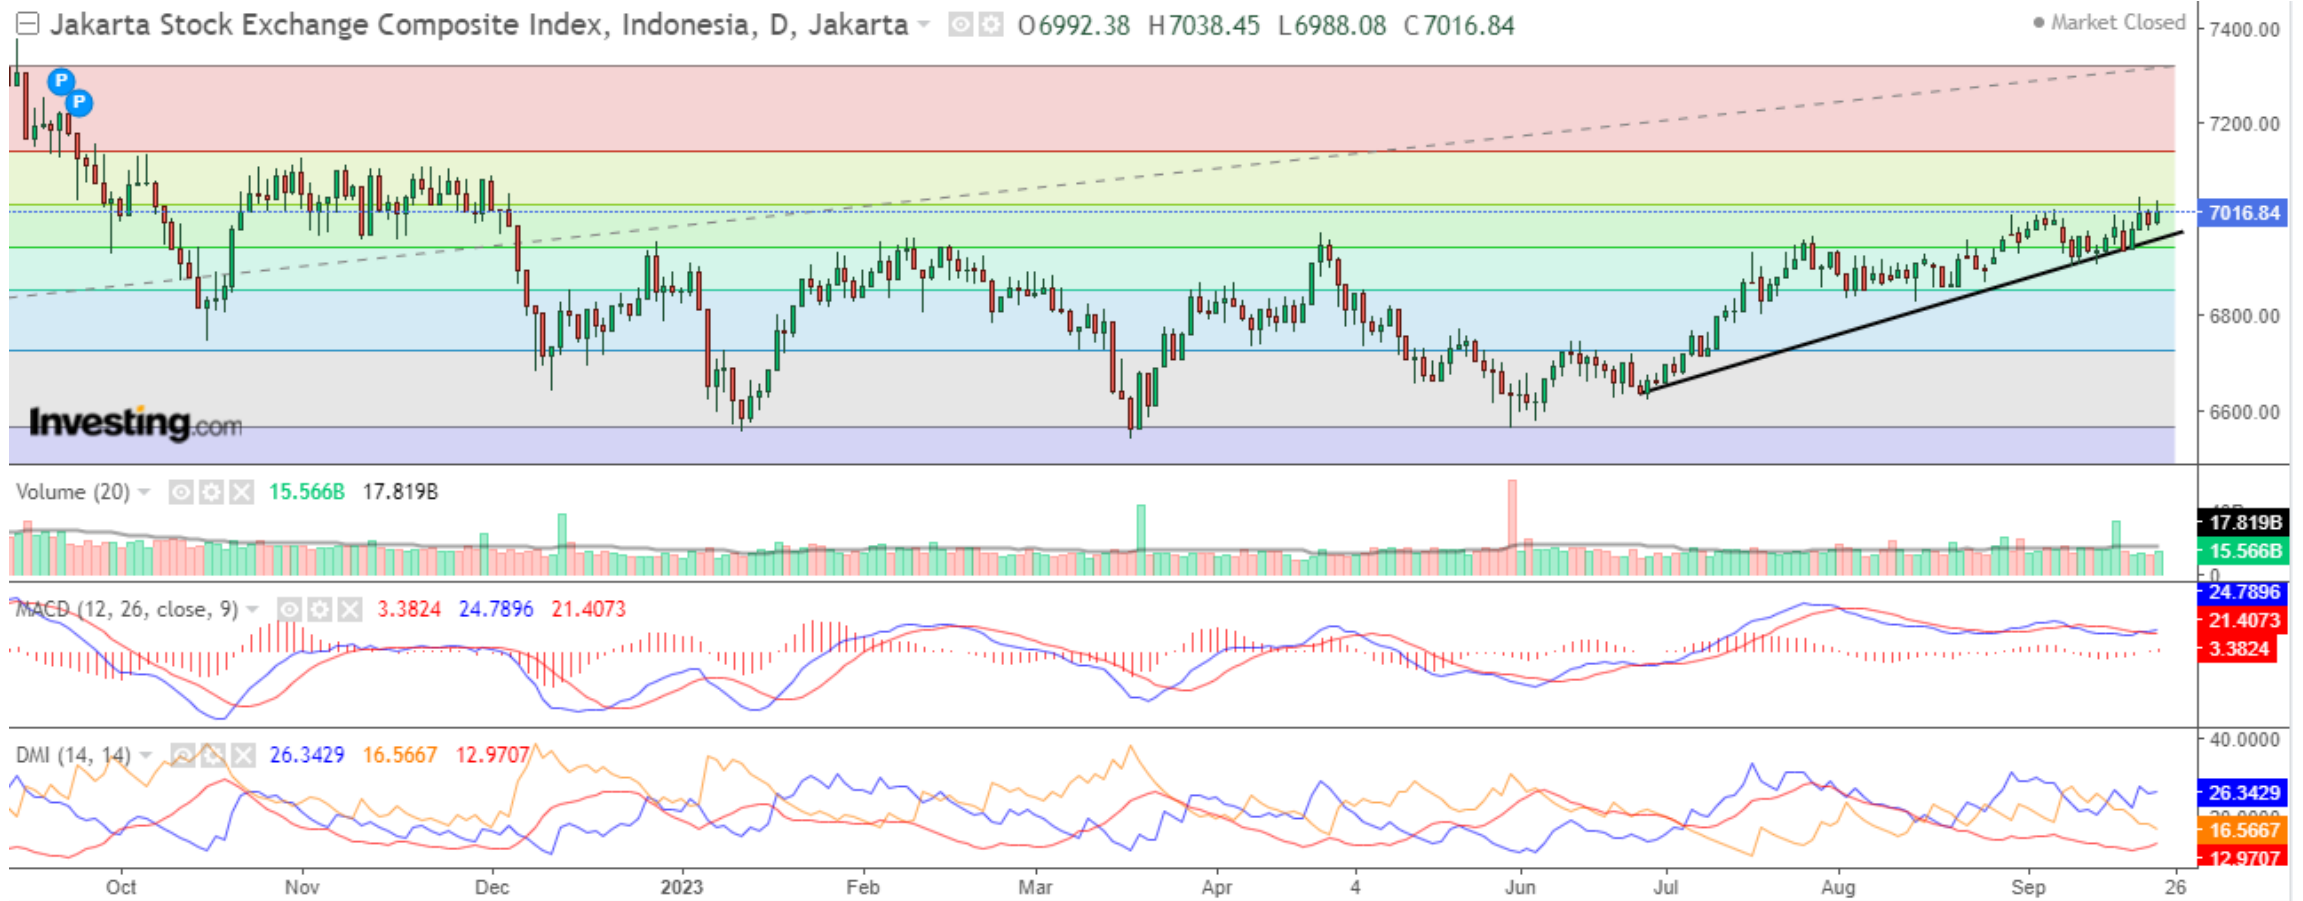 Jakarta Stock Exchange Composite Index, Indonesia, D, Jakarta O6992.38 H7038.45 L6988.08 C7016.84
Market Closed
7400.00
P
P
7200.00
7016.84
6800.00
6600.00
Investing.com
Volume (20) 15.566B 17.819B
17.819B
15.566B
0
MACD (12, 26, close, 9) 3.3824 24.7896 21.4073
24.7896
21.4073
3.3824
DMI (14, 14) 26.3429 16.5667 12.9707
40.0000
26.3429
16.5667
12.9707
Oct Nov Dec 2023 Feb Mar Apr 4 Jun Jul Aug Sep 26